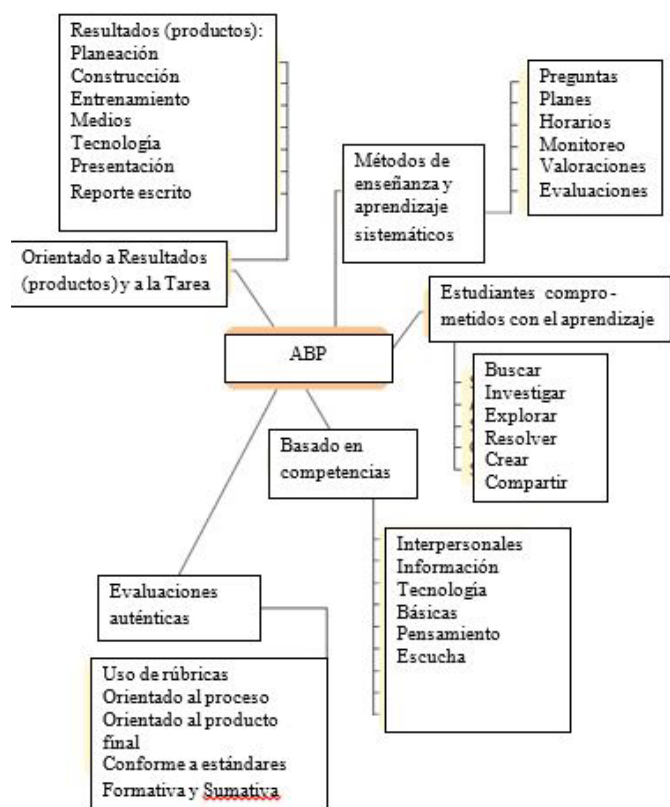 Resultados (productos):
Planeación
Construcción
Entrenamiento
Medios
Tecnología
Presentación
Reporte escrito
Preguntas
Planes
Horarios
Monitoreo
Valoraciones
Evaluaciones
Métodos de
enseñanza y
aprendizaje
sistemáticos
Orientado a Resultados
(productos) y a la Tarea
Estudiantes compro-
metidos con el aprendizaje
ABP
Buscar
Investigar
Explorar
Resolver
Crear
Compartir
Basado en
competencias
Interpersonales
Información
Tecnología
Básicas
Pensamiento
Escucha
Evaluaciones
auténticas
Uso de rúbricas
Orientado al proceso
Orientado al producto
final
Conforme a estándares
Formativa y Sumativa